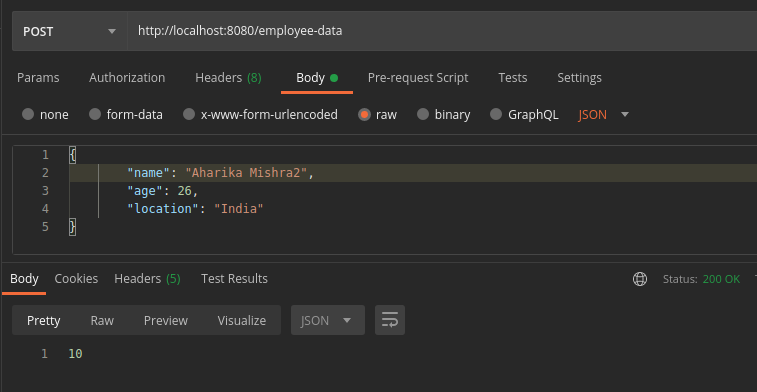 POST http://localhost:8080/employee-data
Params Authorization Headers (8) Body Pre-request Script Tests Settings
none form-data x-www-form-urlencoded raw binary GraphQL JSON
1 {
2 "name": "Aharika Mishra2",
3 "age": 26,
4 "location": "India"
5 }
Body Cookies Headers (5) Test Results Status: 200 OK
Pretty Raw Preview Visualize JSON
1 10